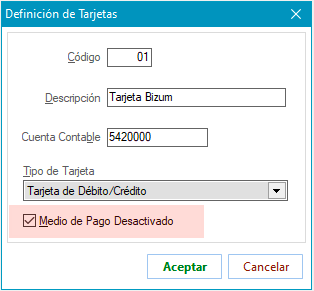 Definición de Tarjetas
Código 01
Descripción Tarjeta Bizum
Cuenta Contable 5420000
Tipo de Tarjeta
Tarjeta de Débito/Crédito
Medio de Pago Desactivado
Aceptar Cancelar